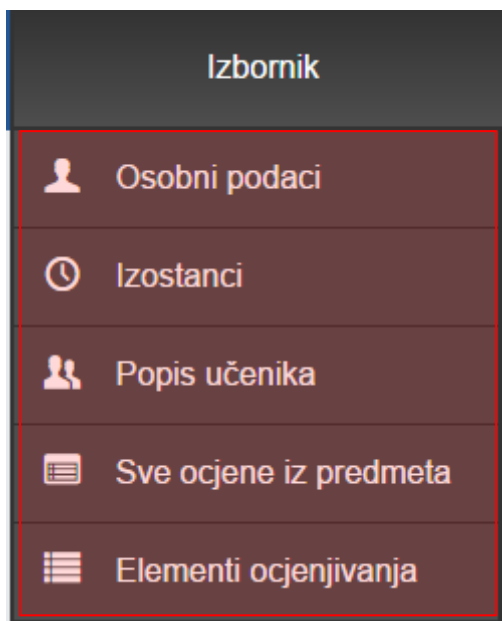 Izbornik
Osobni podaci
Izostanci
Popis učenika
Sve ocjene iz predmeta
Elementi ocjenjivanja